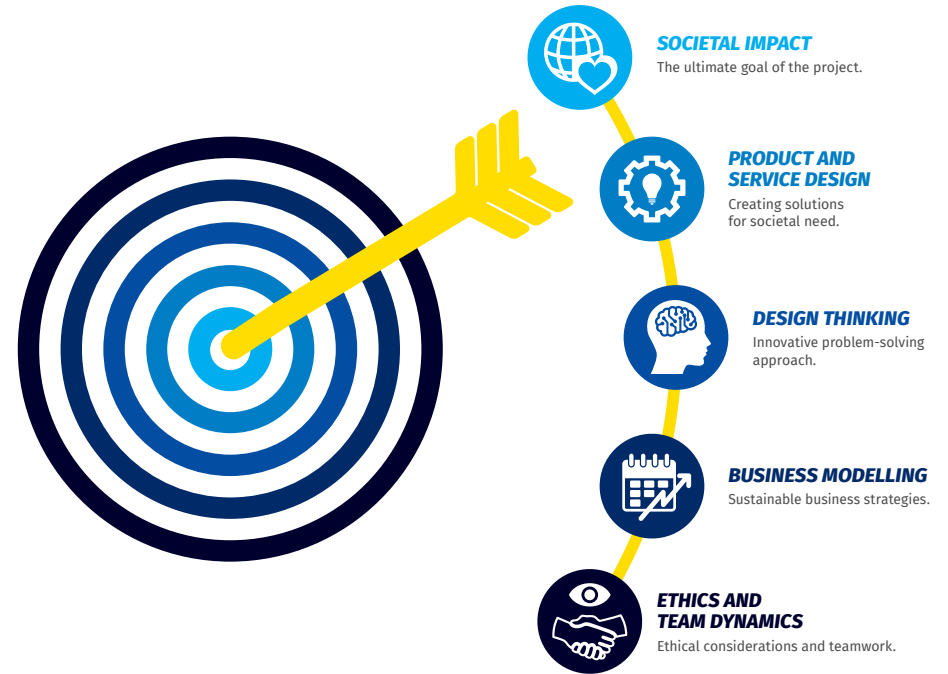 SOCIETAL IMPACT
The ultimate goal of the project.
PRODUCT AND
SERVICE DESIGN
Creating solutions
for societal need.
DESIGN THINKING
Innovative problem-solving
approach.
BUSINESS MODELLING
Sustainable business strategies.
ETHICS AND
TEAM DYNAMICS
Ethical considerations and teamwork.